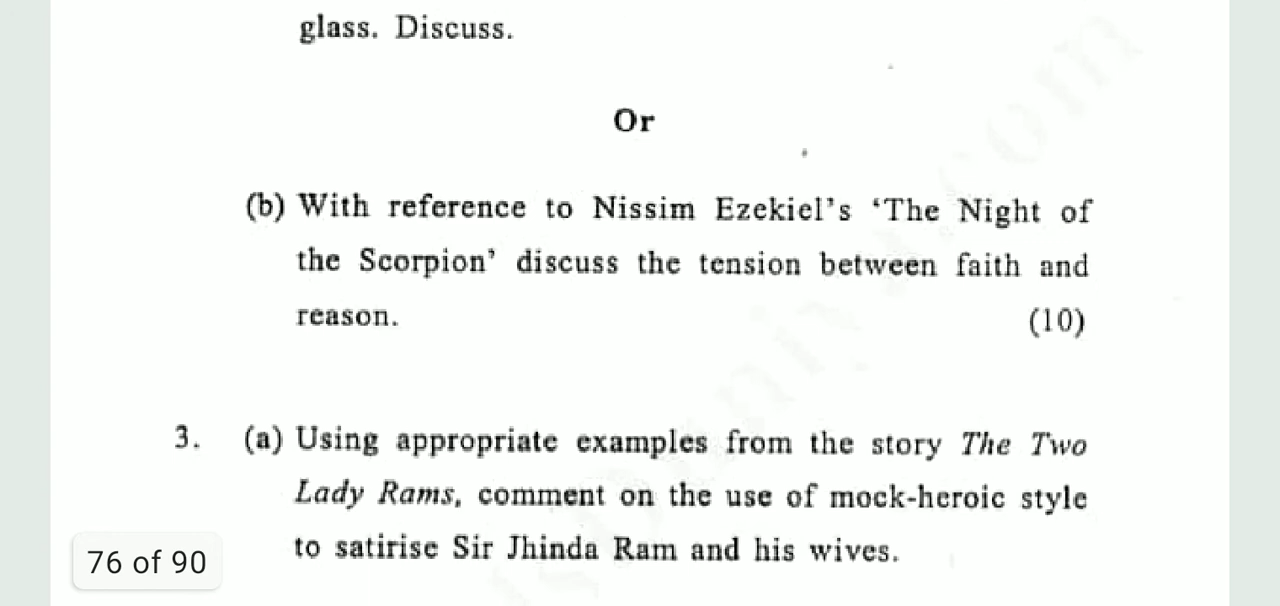 glass. Discuss.
Or
(b) With reference to Nissim Ezekiel's 'The Night of
the Scorpion' discuss the tension between faith and
reason. (10)
3. (a) Using appropriate examples from the story The Two
Lady Rams, comment on the use of mock-heroic style
to satirise Sir Jhinda Ram and his wives.
76 of 90